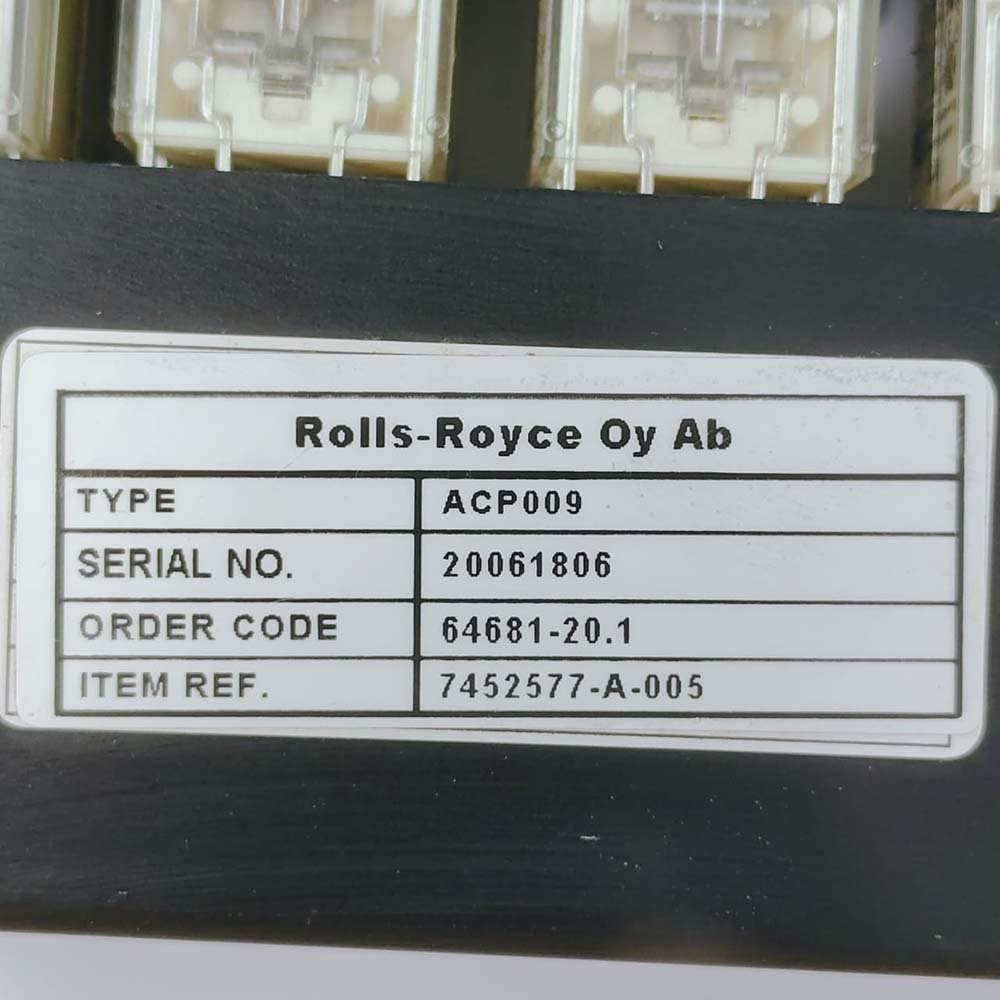 Rolls-Royce Oy Ab
TYPE ACP009
SERIAL NO. 20061806
ORDER CODE 64681-20.1
ITEM REF. 7452577-A-005